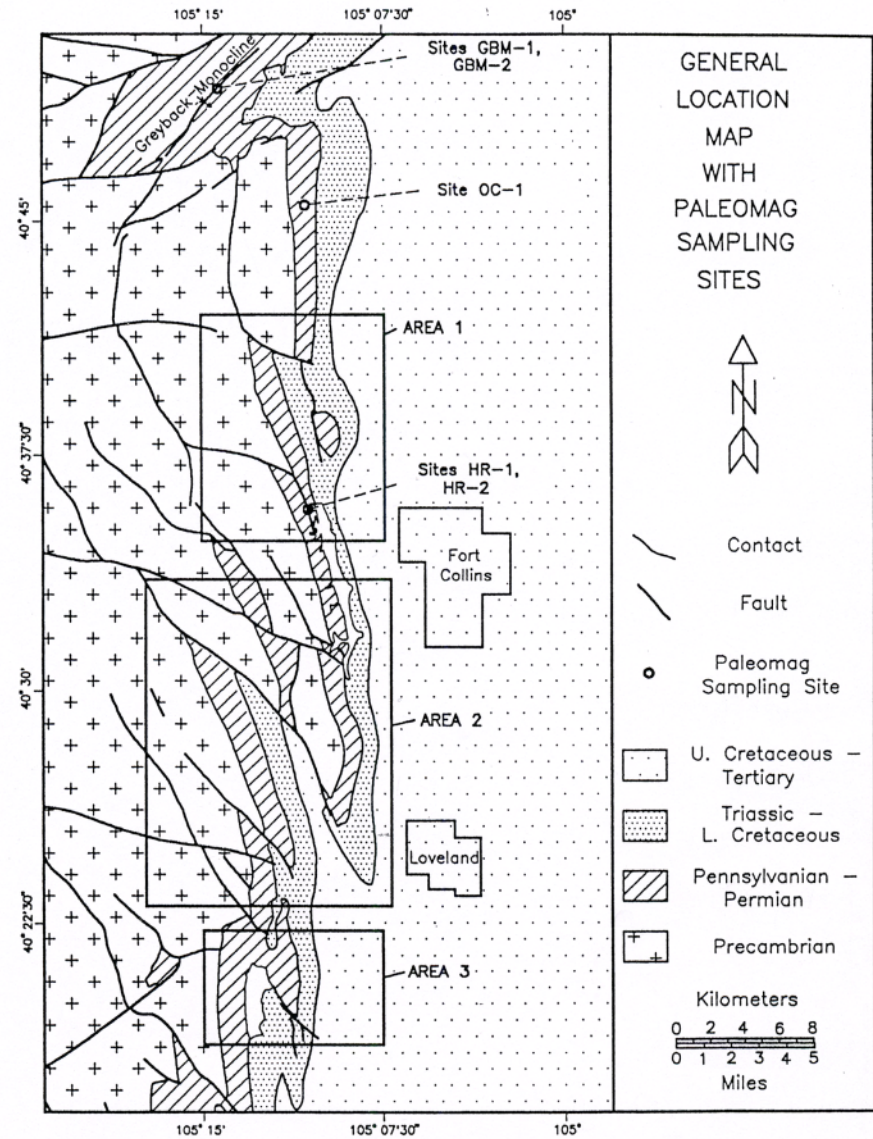 105° 15'
105° 07'30"
105°
Sites GBM-1,
GBM-2
Greyback-Monocline
Site OC-1
40° 45'
AREA 1
40° 37'30"
Sites HR-1,
HR-2
Fort
Collins
40° 30'
AREA 2
Loveland
40° 22'30"
AREA 3
105° 15'
105° 07'30"
105°
GENERAL
LOCATION
MAP
WITH
PALEOMAG
SAMPLING
SITES
N
Contact
Fault
Paleomag
Sampling Site
U. Cretaceous –
Tertiary
Triassic –
L. Cretaceous
Pennsylvanian –
Permian
Precambrian
Kilometers
0 2 4 6 8
0 1 2 3 4 5
Miles